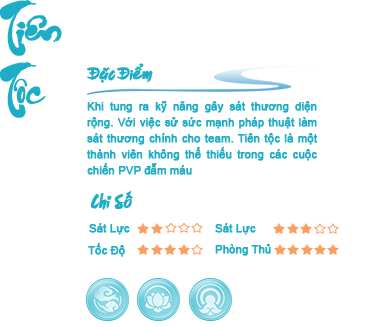 Tiên
Tộc
Đặc Điểm
Khi tung ra kỹ năng gây sát thương diện
rộng. Với việc sử sức mạnh pháp thuật làm
sát thương chính cho team. Tiên tộc là một
thành viên không thể thiếu trong các cuộc
chiến PVP đẫm máu
Chỉ Số
Sát Lực Sát Lực
Tốc Độ Phòng Thủ